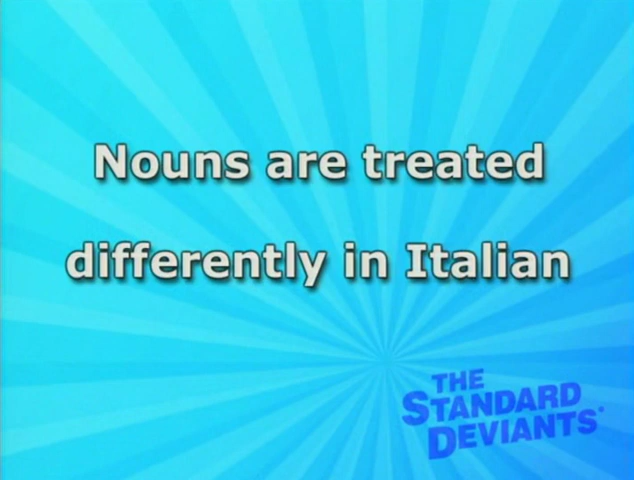 Nouns are treated
differently in Italian
THE
STANDARD
DEVIANTS